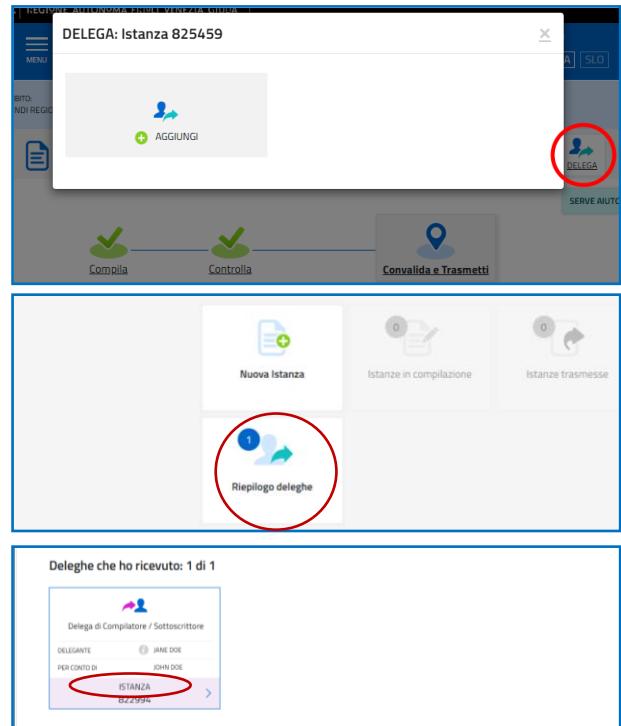 REGIONE AUTONOMA FRIULI VENEZIA GIULIA
DELEGA: Istanza 825459
MENU
A SLO
BITO:
NDI REGIO
AGGIUNGI
DELEGA
SERVE AIUTO
Compila
Controlla
Convalida e Trasmetti
0
0
Nuova Istanza
Istanze in compilazione
Istanze trasmesse
1
Riepilogo deleghe
Deleghe che ho ricevuto: 1 di 1
Delega di Compilatore / Sottoscrittore
DELEGANTE JANE DOE
PER CONTO DI JOHN DOE
ISTANZA
822994